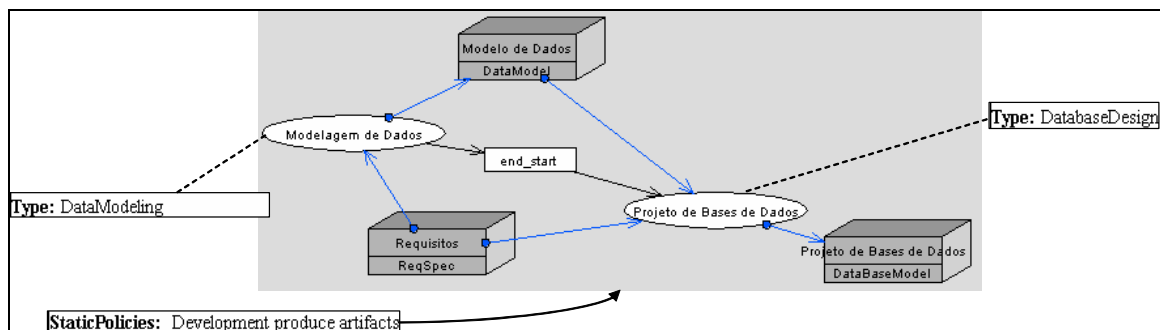 Modelo de Dados
DataModel
Type: DatabaseDesign
Modelagem de Dados
end_start
Type: DataModeling
Projeto de Bases de Dados
Requisitos
ReqSpec
Projeto de Bases de Dados
DataBaseModel
StaticPolicies: Development produce artifacts